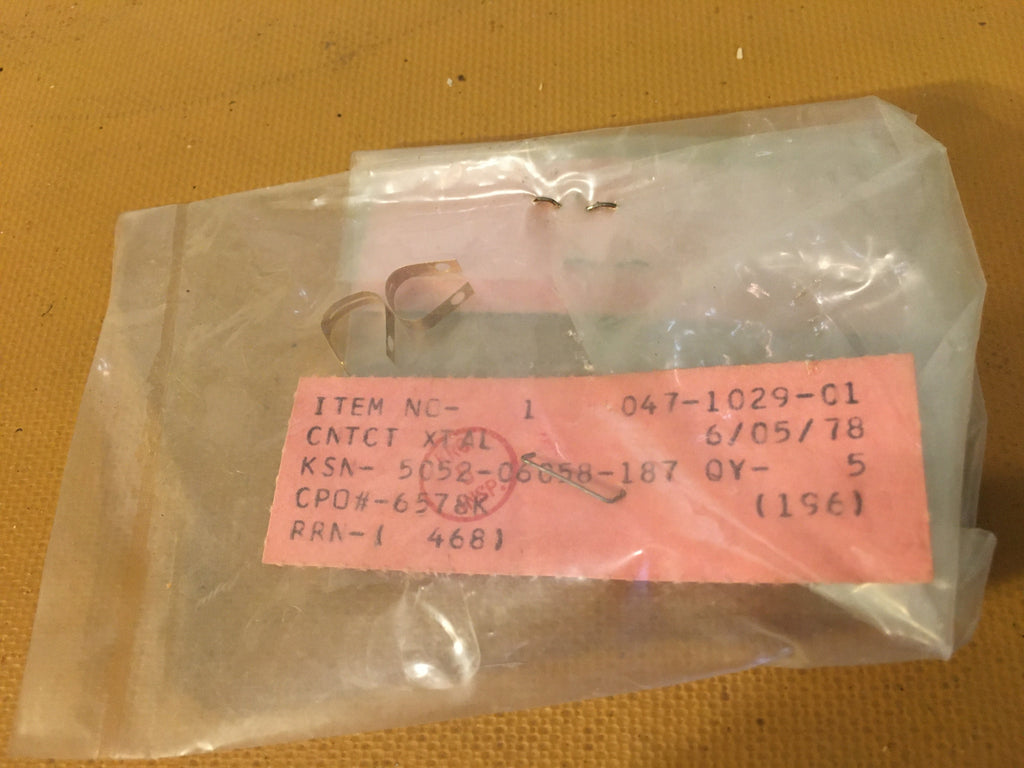 ITEM NO- 1 047-1029-01
CNTCT XTAL 6/05/78
KSN- 5052-06058-187 QY- 5
CPO#-6578K (196)
RRN-( 468)
INSP